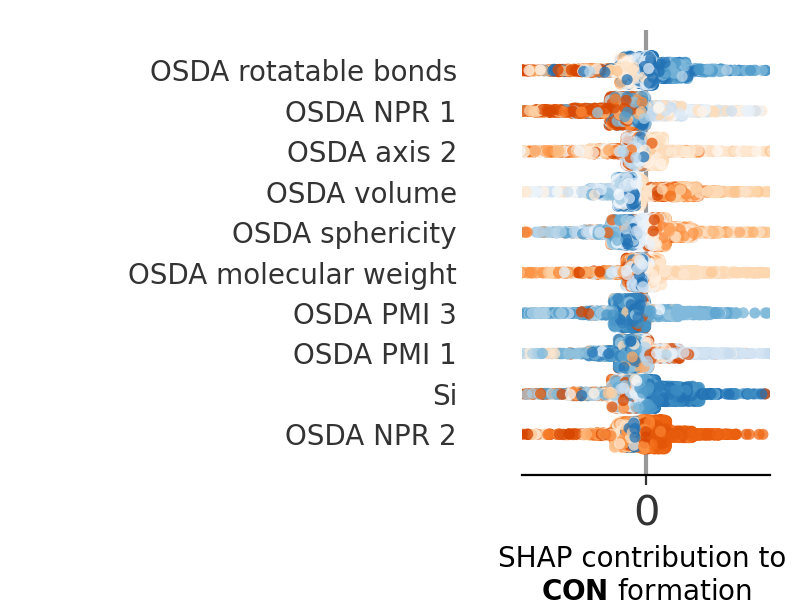 OSDA rotatable bonds
OSDA NPR 1
OSDA axis 2
OSDA volume
OSDA sphericity
OSDA molecular weight
OSDA PMI 3
OSDA PMI 1
Si
OSDA NPR 2
0
SHAP contribution to
CON formation